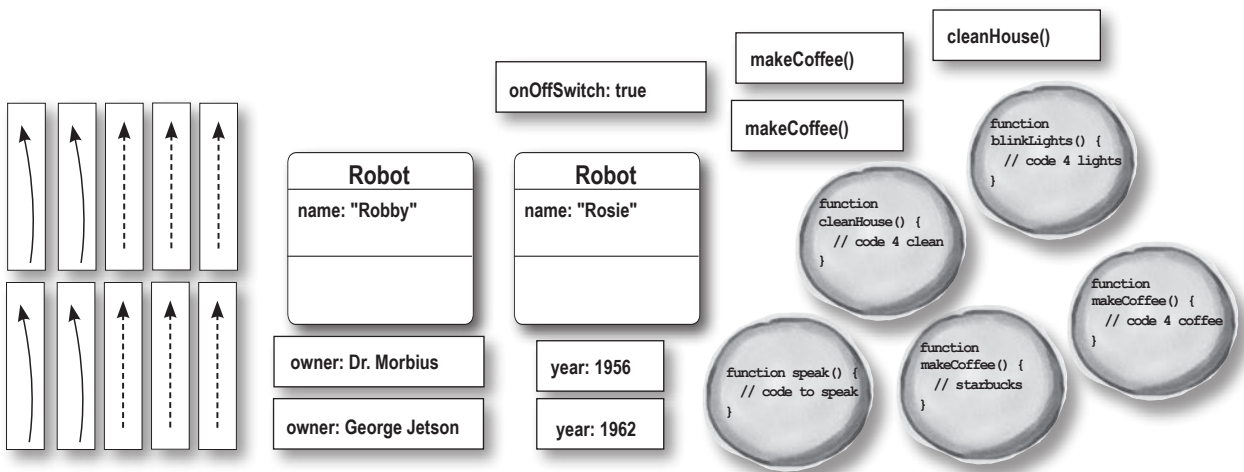 cleanHouse()
makeCoffee()
onOffSwitch: true
makeCoffee()
function
blinkLights() {
// code 4 lights
}
Robot
name: "Robby"
Robot
name: "Rosie"
function
cleanHouse() {
// code 4 clean
}
function
makeCoffee() {
// code 4 coffee
}
owner: Dr. Morbius
year: 1956
function speak() {
// code to speak
}
function
makeCoffee() {
// starbucks
}
owner: George Jetson
year: 1962